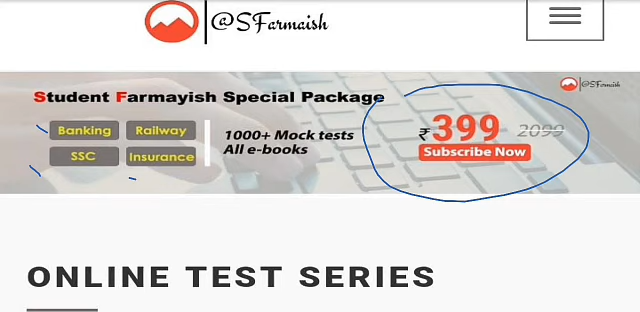 @SFarmaish
@SFarmaish
Student Farmayish Special Package
Banking Railway
SSC Insurance
1000+ Mock tests
All e-books
₹399 2099
Subscribe Now
ONLINE TEST SERIES